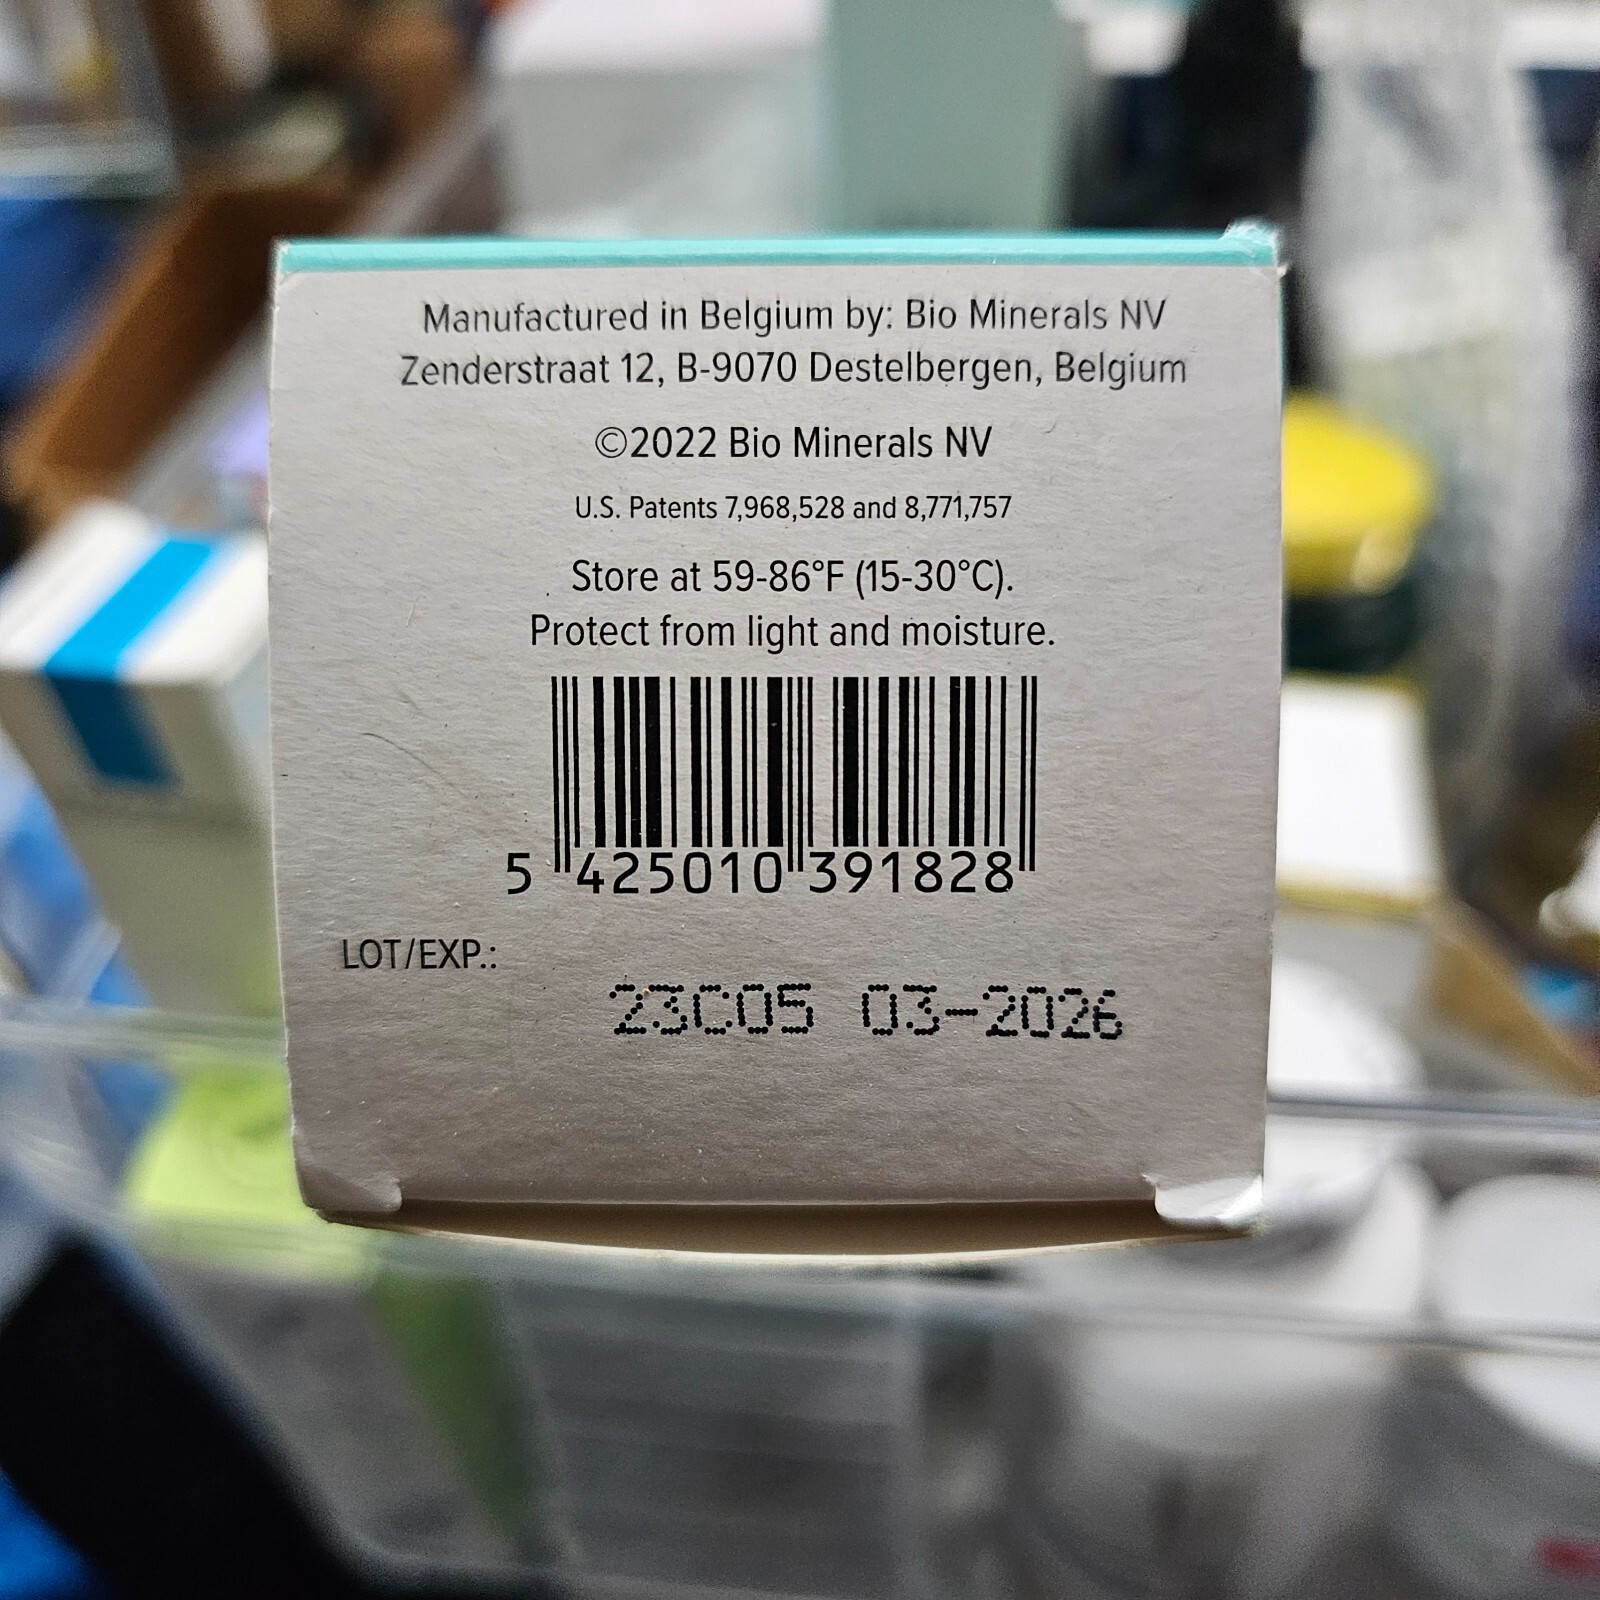 Manufactured in Belgium by: Bio Minerals NV
Zenderstraat 12, B-9070 Destelbergen, Belgium
©2022 Bio Minerals NV
U.S. Patents 7,968,528 and 8,771,757
Store at 59-86°F (15-30°C).
Protect from light and moisture.
5 425010 391828
LOT/EXP.:
23C05 03-2026